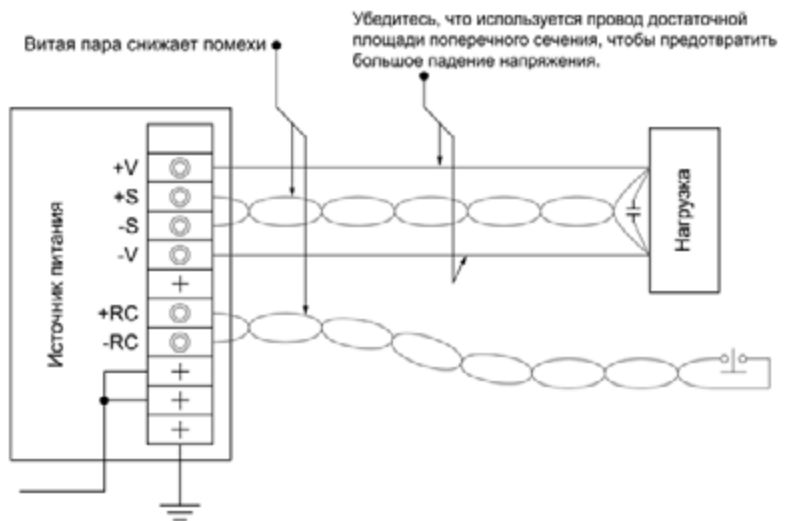 Убедитесь, что используется провод достаточной
площади поперечного сечения, чтобы предотвратить
большое падение напряжения.
Витая пара снижает помехи
+V
+S
-S
-V
+RC
-RC
Источник питания
Нагрузка